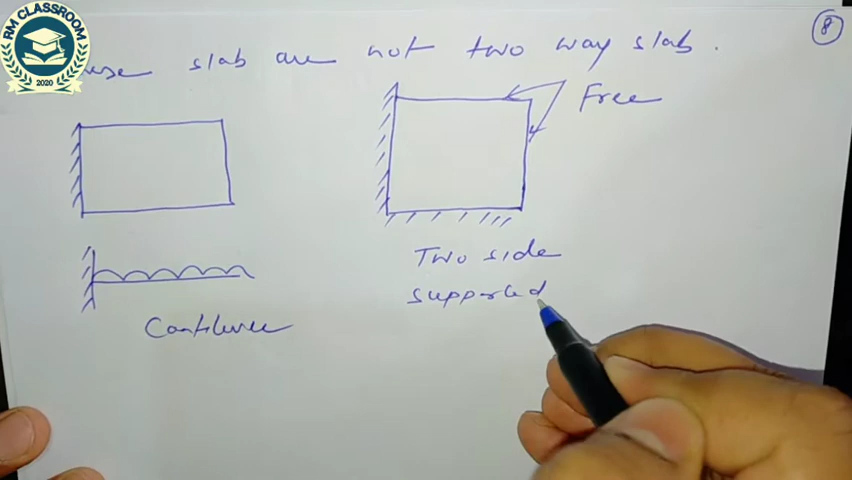 RM CLASSROOM
2020
8
slab are not two way slab.
Free
Two side
supported
Cantilever